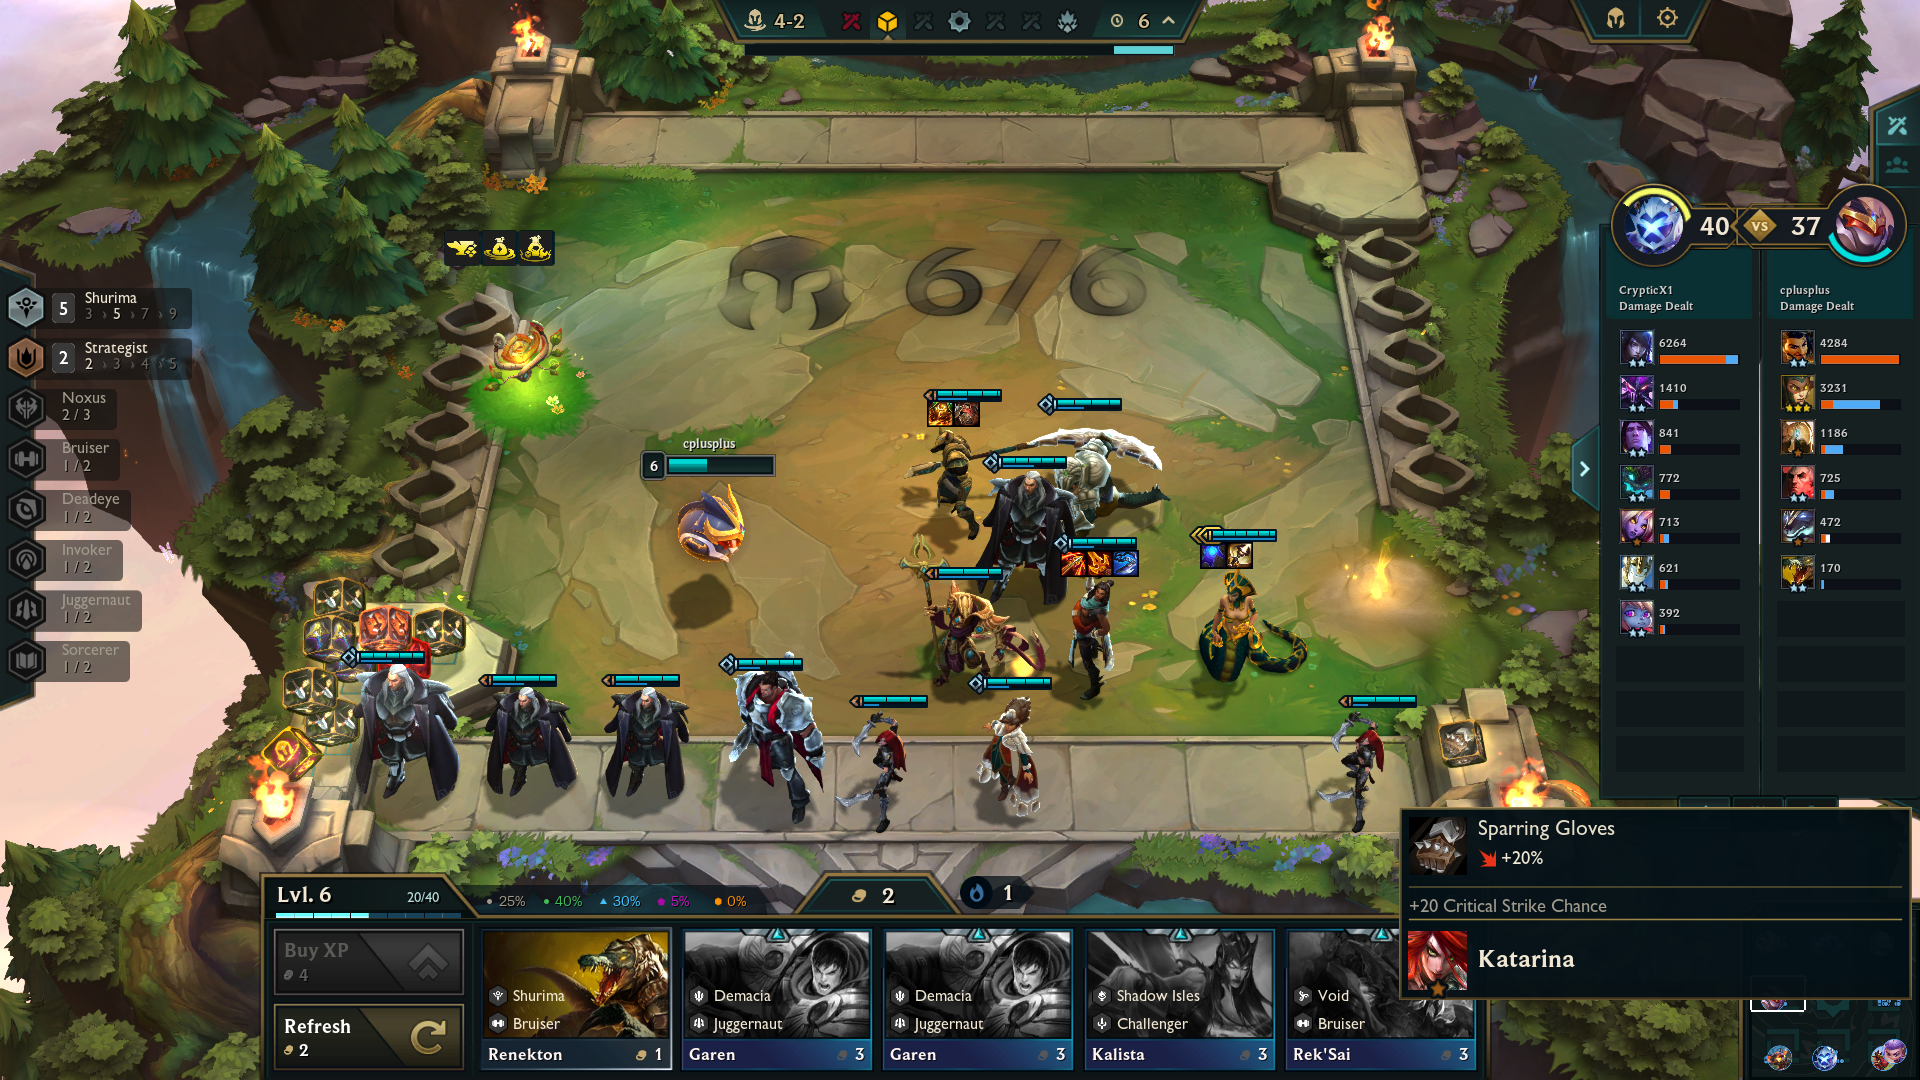 4-2
6
6/6
40
VS
37
CrypticX1
Damage Dealt
cplusplus
Damage Dealt
6264
4284
1410
3231
841
1186
772
725
713
472
621
170
392
5
Shurima
3 › 5 › 7 › 9
2
Strategist
2 › 3 › 4 › 5
Noxus
2 / 3
Bruiser
1 / 2
Deadeye
1 / 2
Invoker
1 / 2
Juggernaut
1 / 2
Sorcerer
1 / 2
cplusplus
6
Sparring Gloves
+20%
+20 Critical Strike Chance
Katarina
Lvl. 6
20/40
25%
40%
30%
5%
0%
2
1
Buy XP
4
Refresh
2
Shurima
Bruiser
Renekton
1
Demacia
Juggernaut
Garen
3
Demacia
Juggernaut
Garen
3
Shadow Isles
Challenger
Kalista
3
Void
Bruiser
Rek'Sai
3